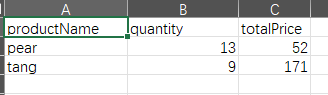 A B C
productName quantity totalPrice
pear 13 52
tang 9 171